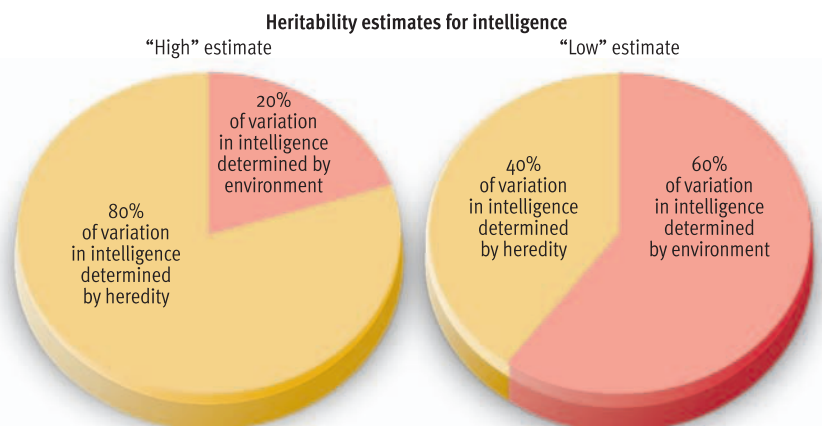 Heritability estimates for intelligence
“High” estimate
“Low” estimate
20%
of variation
in intelligence
determined by
environment
80%
of variation
in intelligence
determined
by heredity
40%
of variation
in intelligence
determined
by heredity
60%
of variation
in intelligence
determined
by environment